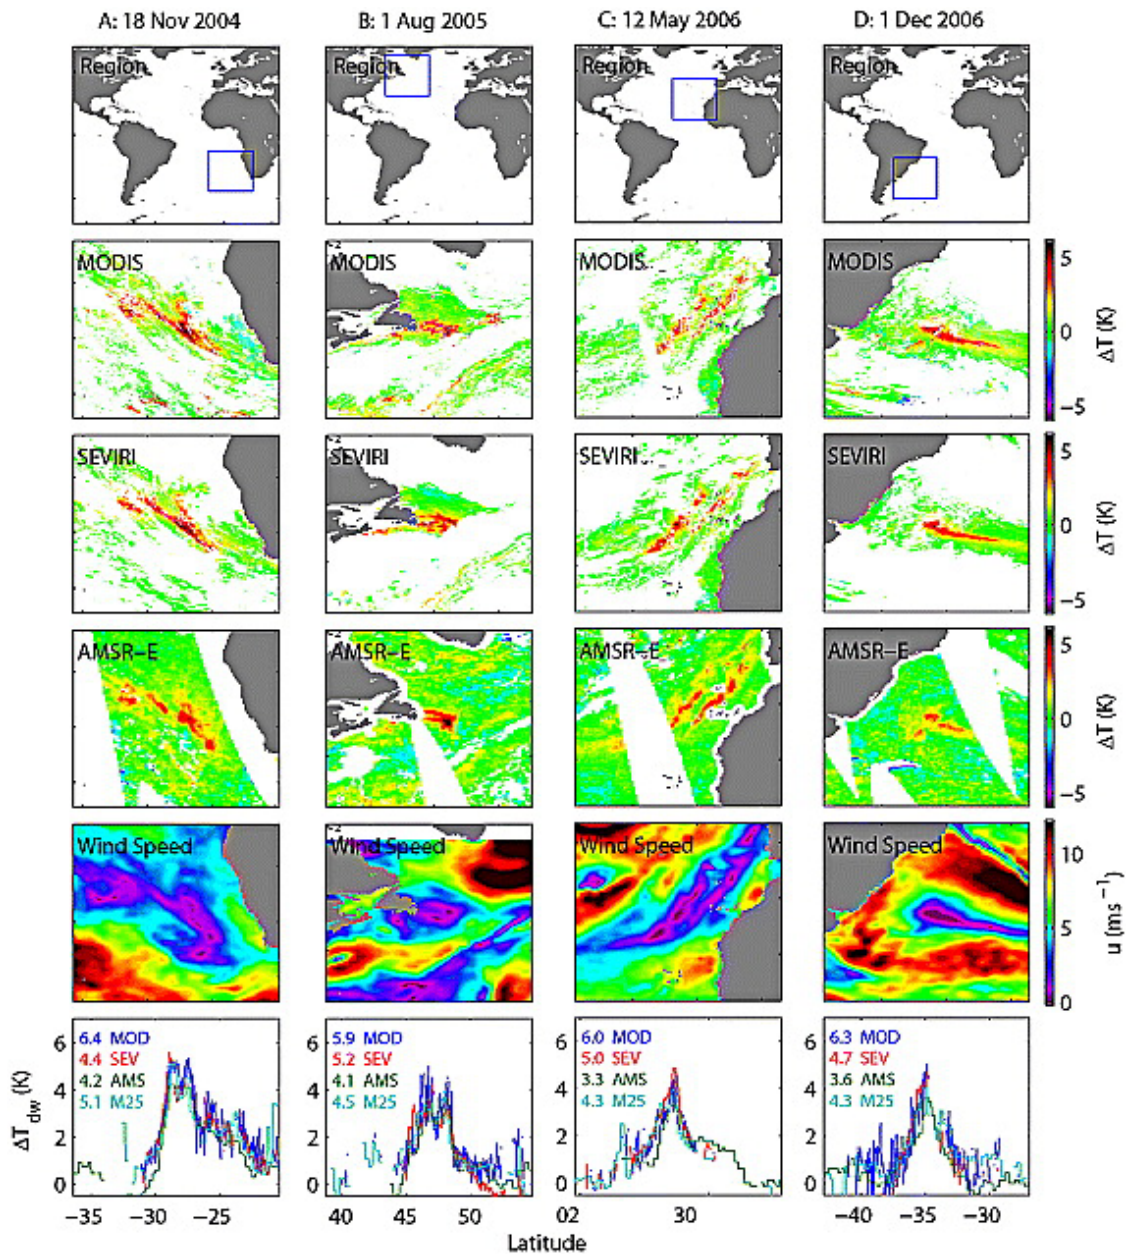 A: 18 Nov 2004 B: 1 Aug 2005 C: 12 May 2006 D: 1 Dec 2006
Region Region Region Region
MODIS MODIS MODIS MODIS
5
0
−5
ΔT (K)
SEVIRI SEVIRI SEVIRI SEVIRI
5
0
−5
ΔT (K)
AMSR−E AMSR−E AMSR−E AMSR−E
5
0
−5
ΔT (K)
Wind Speed Wind Speed Wind Speed Wind Speed
10
5
0
u (ms⁻¹)
6.4 MOD 5.9 MOD 6.0 MOD 6.3 MOD
4.4 SEV 5.2 SEV 5.0 SEV 4.7 SEV
4.2 AMS 4.1 AMS 3.3 AMS 3.6 AMS
5.1 M25 4.5 M25 4.3 M25 4.3 M25
ΔTdw (K)
6 6 6 6
4 4 4 4
2 2 2 2
0 0 0 0
−35 −30 −25 40 45 50 02 30 −40 −35 −30
Latitude